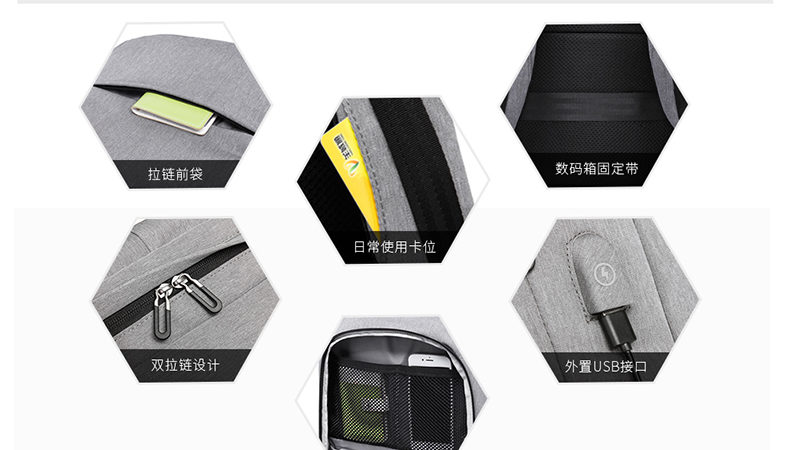 拉链前袋
日常使用卡位
数码箱固定带
双拉链设计
外置USB接口